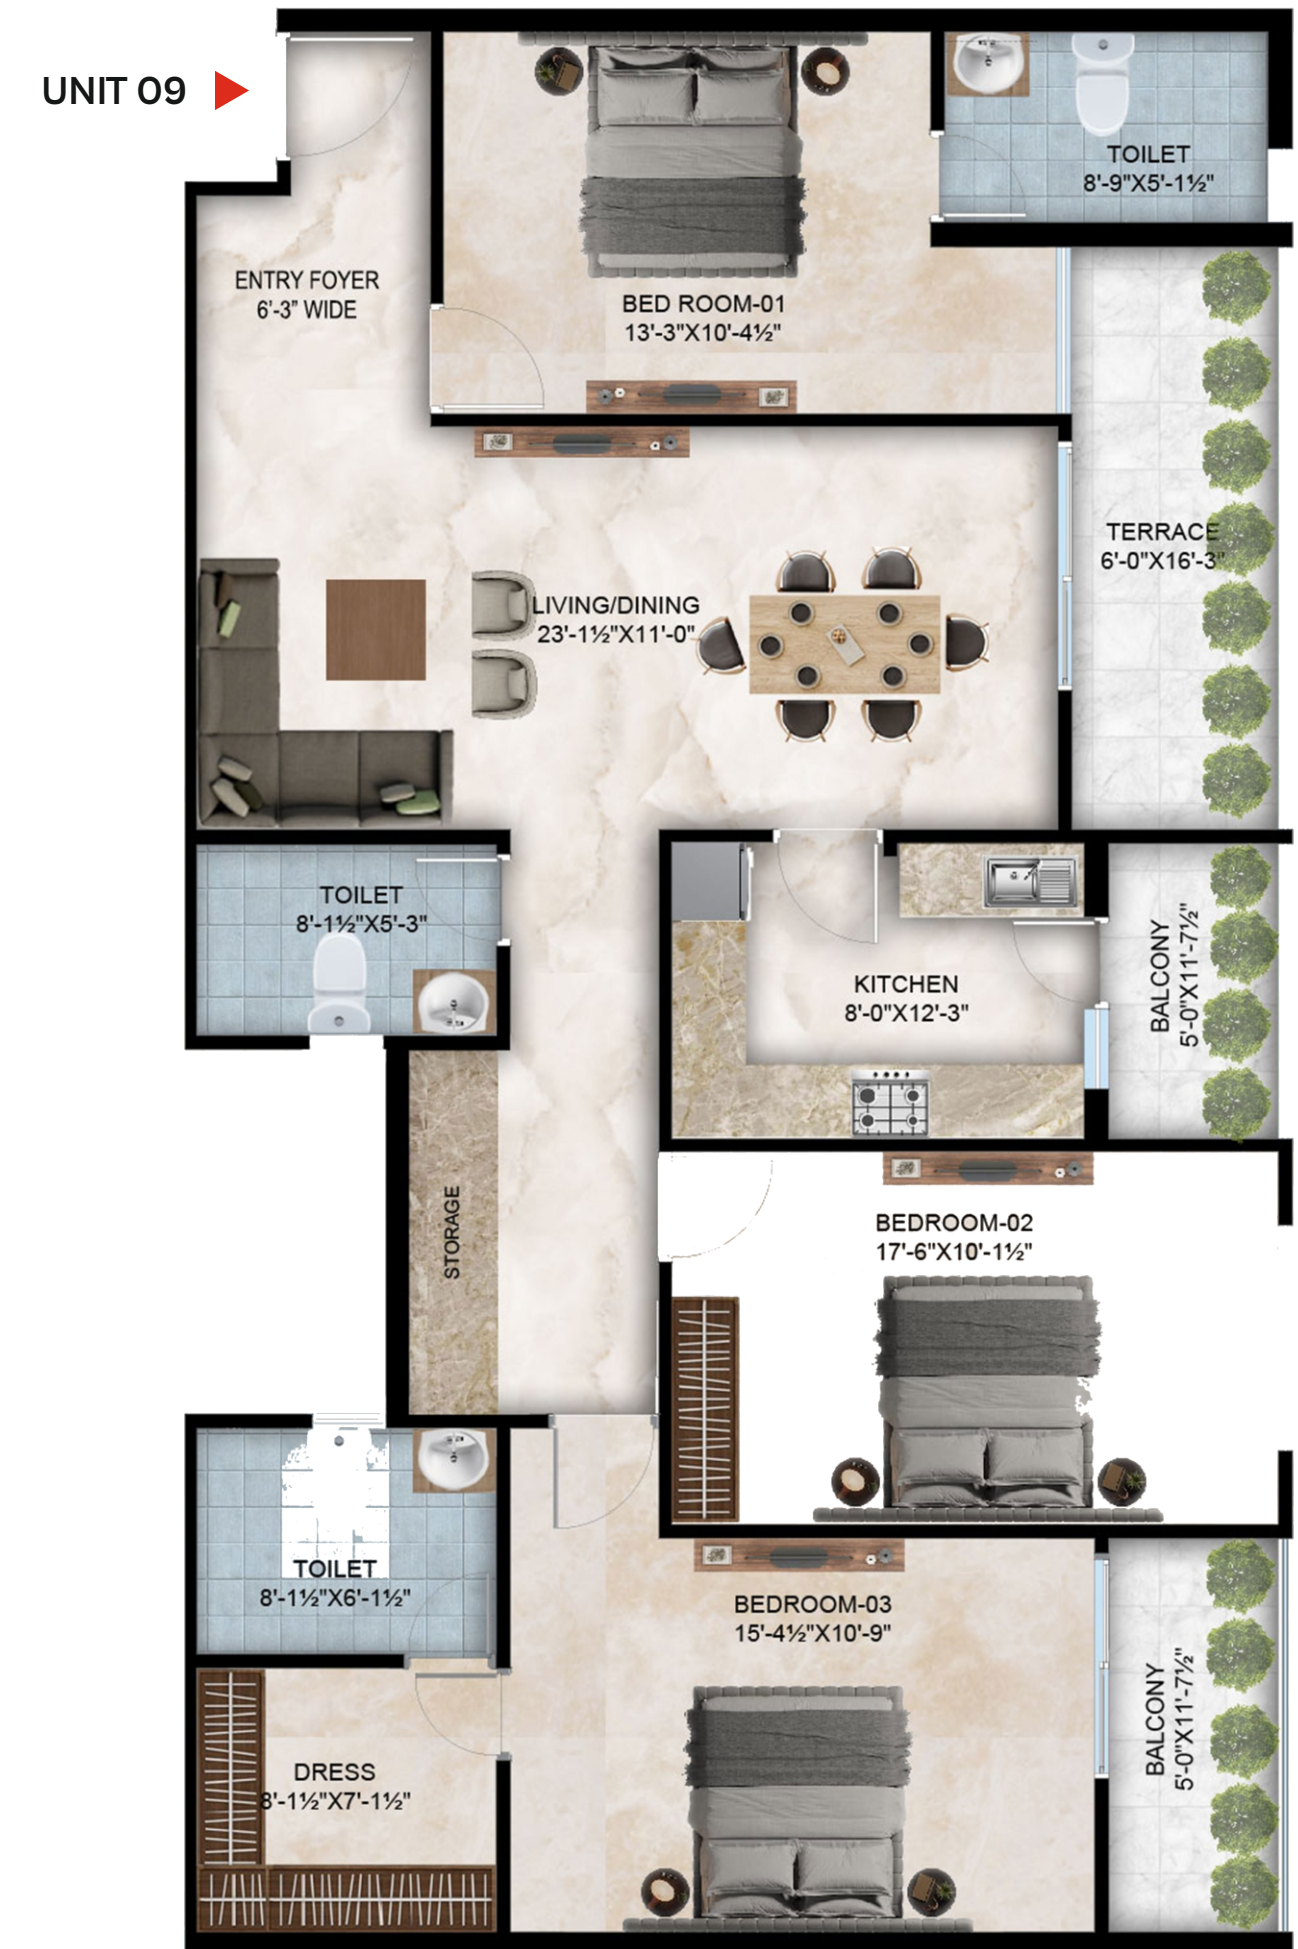 UNIT 09
TOILET
8'-9"X5'-1½"
ENTRY FOYER
6'-3" WIDE
BED ROOM-01
13'-3"X10'-4½"
TERRACE
6'-0"X16'-3"
LIVING/DINING
23'-1½"X11'-0"
TOILET
8'-1½"X5'-3"
KITCHEN
8'-0"X12'-3"
BALCONY
5'-0"X11'-7½"
STORAGE
BEDROOM-02
17'-6"X10'-1½"
TOILET
8'-1½"X6'-1½"
BEDROOM-03
15'-4½"X10'-9"
BALCONY
5'-0"X11'-7½"
DRESS
8'-1½"X7'-1½"